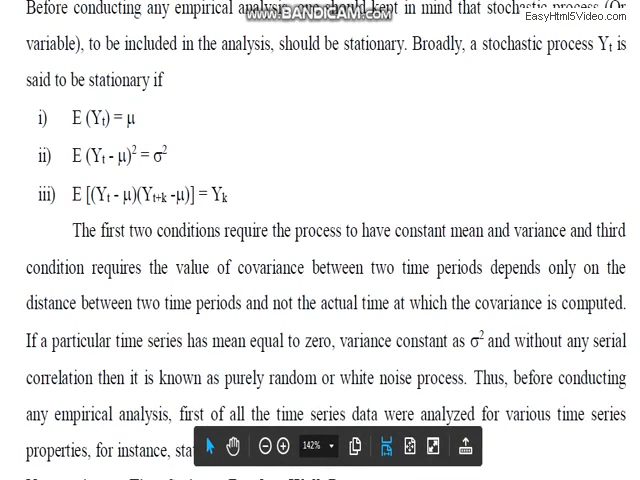 Before conducting any empirical analysis, should kept in mind that stochastic process (Or
EasyHtml5Video.com
www.BANDICAM.com
variable), to be included in the analysis, should be stationary. Broadly, a stochastic process Yt is
said to be stationary if
i) E (Yt) = μ
ii) E (Yt - μ)² = σ²
iii) E [(Yt - μ)(Yt+k -μ)] = Yk
The first two conditions require the process to have constant mean and variance and third
condition requires the value of covariance between two time periods depends only on the
distance between two time periods and not the actual time at which the covariance is computed.
If a particular time series has mean equal to zero, variance constant as σ² and without any serial
correlation then it is known as purely random or white noise process. Thus, before conducting
any empirical analysis, first of all the time series data were analyzed for various time series
properties, for instance, sta
142%